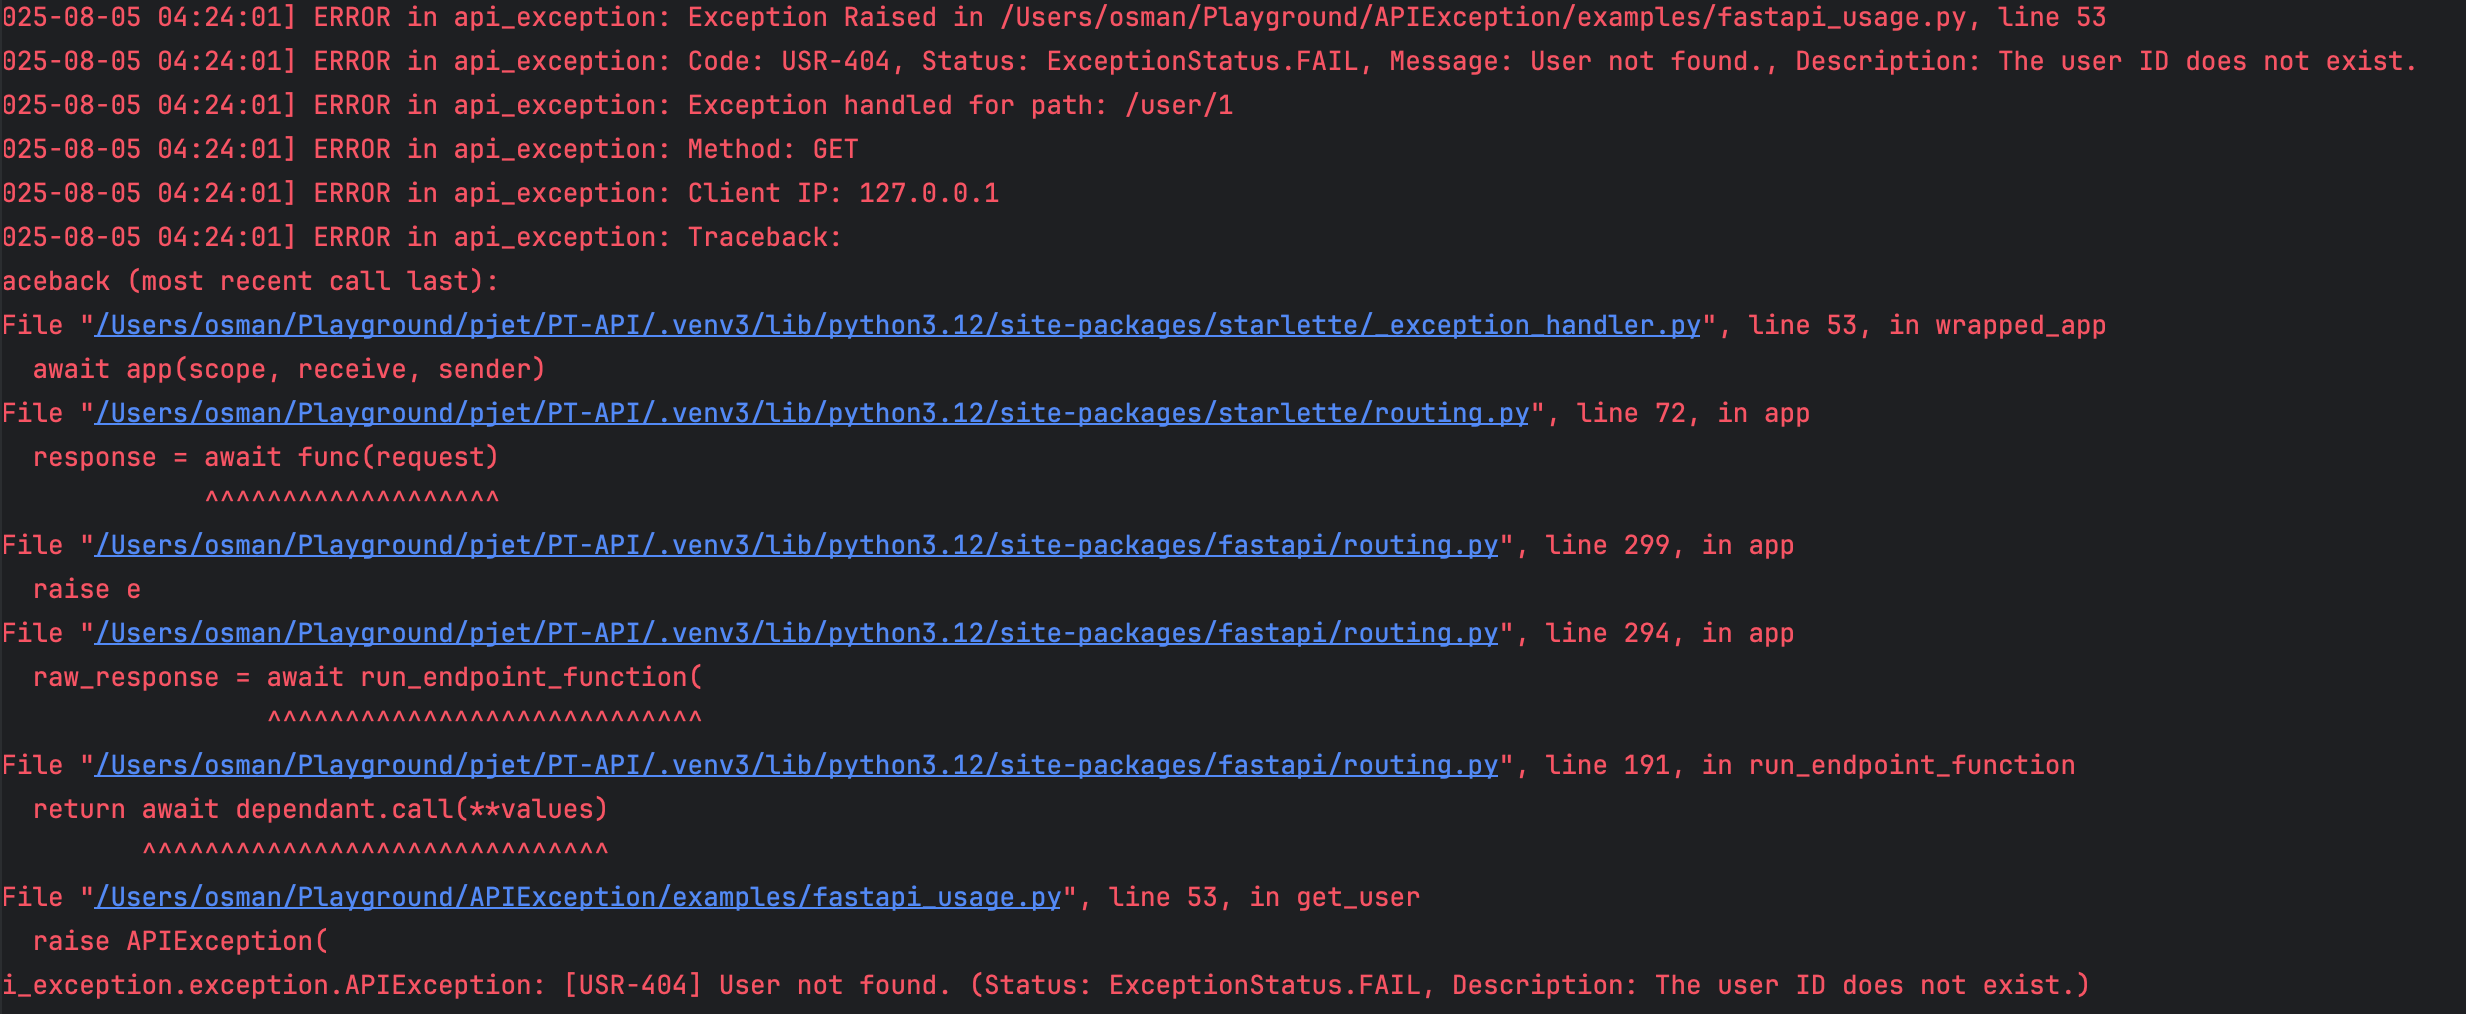 025-08-05 04:24:01] ERROR in api_exception: Exception Raised in /Users/osman/Playground/APIException/examples/fastapi_usage.py, line 53
025-08-05 04:24:01] ERROR in api_exception: Code: USR-404, Status: ExceptionStatus.FAIL, Message: User not found., Description: The user ID does not exist.
025-08-05 04:24:01] ERROR in api_exception: Exception handled for path: /user/1
025-08-05 04:24:01] ERROR in api_exception: Method: GET
025-08-05 04:24:01] ERROR in api_exception: Client IP: 127.0.0.1
025-08-05 04:24:01] ERROR in api_exception: Traceback:
aceback (most recent call last):
File "/Users/osman/Playground/pjet/PT-API/.venv3/lib/python3.12/site-packages/starlette/_exception_handler.py", line 53, in wrapped_app
  await app(scope, receive, sender)
File "/Users/osman/Playground/pjet/PT-API/.venv3/lib/python3.12/site-packages/starlette/routing.py", line 72, in app
  response = await func(request)
             ^^^^^^^^^^^^^^^^^^^
File "/Users/osman/Playground/pjet/PT-API/.venv3/lib/python3.12/site-packages/fastapi/routing.py", line 299, in app
  raise e
File "/Users/osman/Playground/pjet/PT-API/.venv3/lib/python3.12/site-packages/fastapi/routing.py", line 294, in app
  raw_response = await run_endpoint_function(
                 ^^^^^^^^^^^^^^^^^^^^^^^^^^^^
File "/Users/osman/Playground/pjet/PT-API/.venv3/lib/python3.12/site-packages/fastapi/routing.py", line 191, in run_endpoint_function
  return await dependant.call(**values)
         ^^^^^^^^^^^^^^^^^^^^^^^^^^^^^^
File "/Users/osman/Playground/APIException/examples/fastapi_usage.py", line 53, in get_user
  raise APIException(
i_exception.exception.APIException: [USR-404] User not found. (Status: ExceptionStatus.FAIL, Description: The user ID does not exist.)